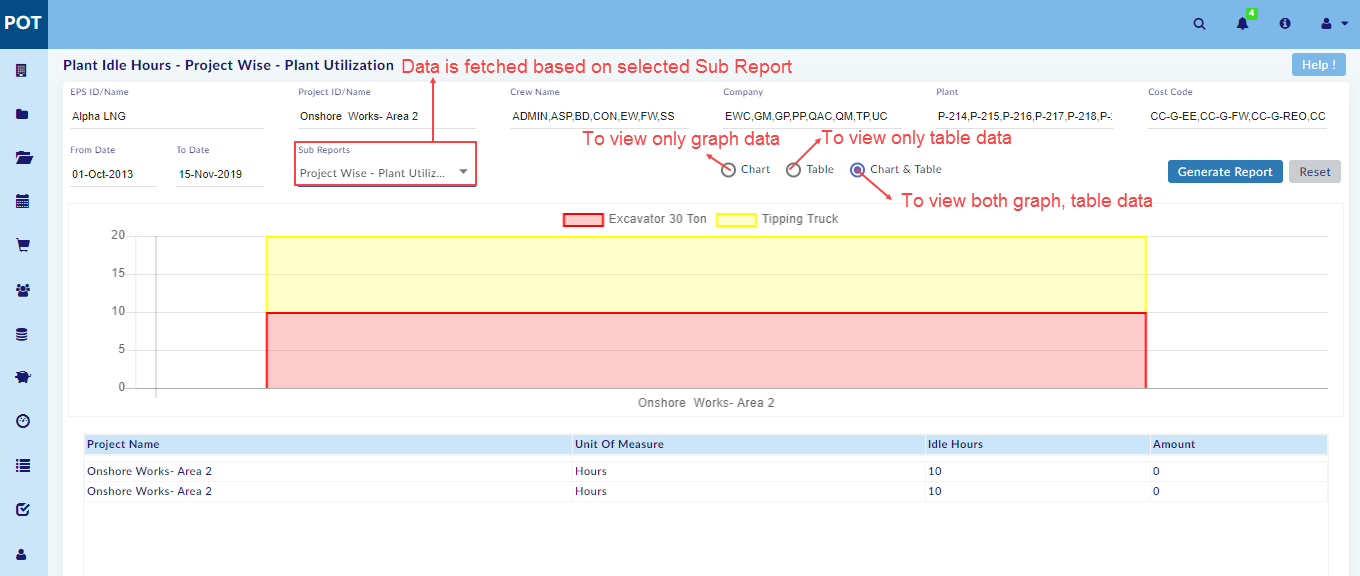 POT
4
Plant Idle Hours - Project Wise - Plant Utilization
Data is fetched based on selected Sub Report
Help !
EPS ID/Name
Project ID/Name
Crew Name
Company
Plant
Cost Code
Alpha LNG
Onshore Works- Area 2
ADMIN,ASP,BD,CON,EW,FW,SS
EWC,GM,GP,PP,QAC,QM,TP,UC
P-214,P-215,P-216,P-217,P-218,P-
CC-G-EE,CC-G-FW,CC-G-REO,CC
To view only graph data
To view only table data
From Date
To Date
Sub Reports
01-Oct-2013
15-Nov-2019
Project Wise - Plant Utiliz...
Chart
Table
Chart & Table
Generate Report
Reset
To view both graph, table data
Excavator 30 Ton
Tipping Truck
20
15
10
5
0
Onshore Works- Area 2
Project Name
Unit Of Measure
Idle Hours
Amount
Onshore Works- Area 2
Hours
10
0
Onshore Works- Area 2
Hours
10
0